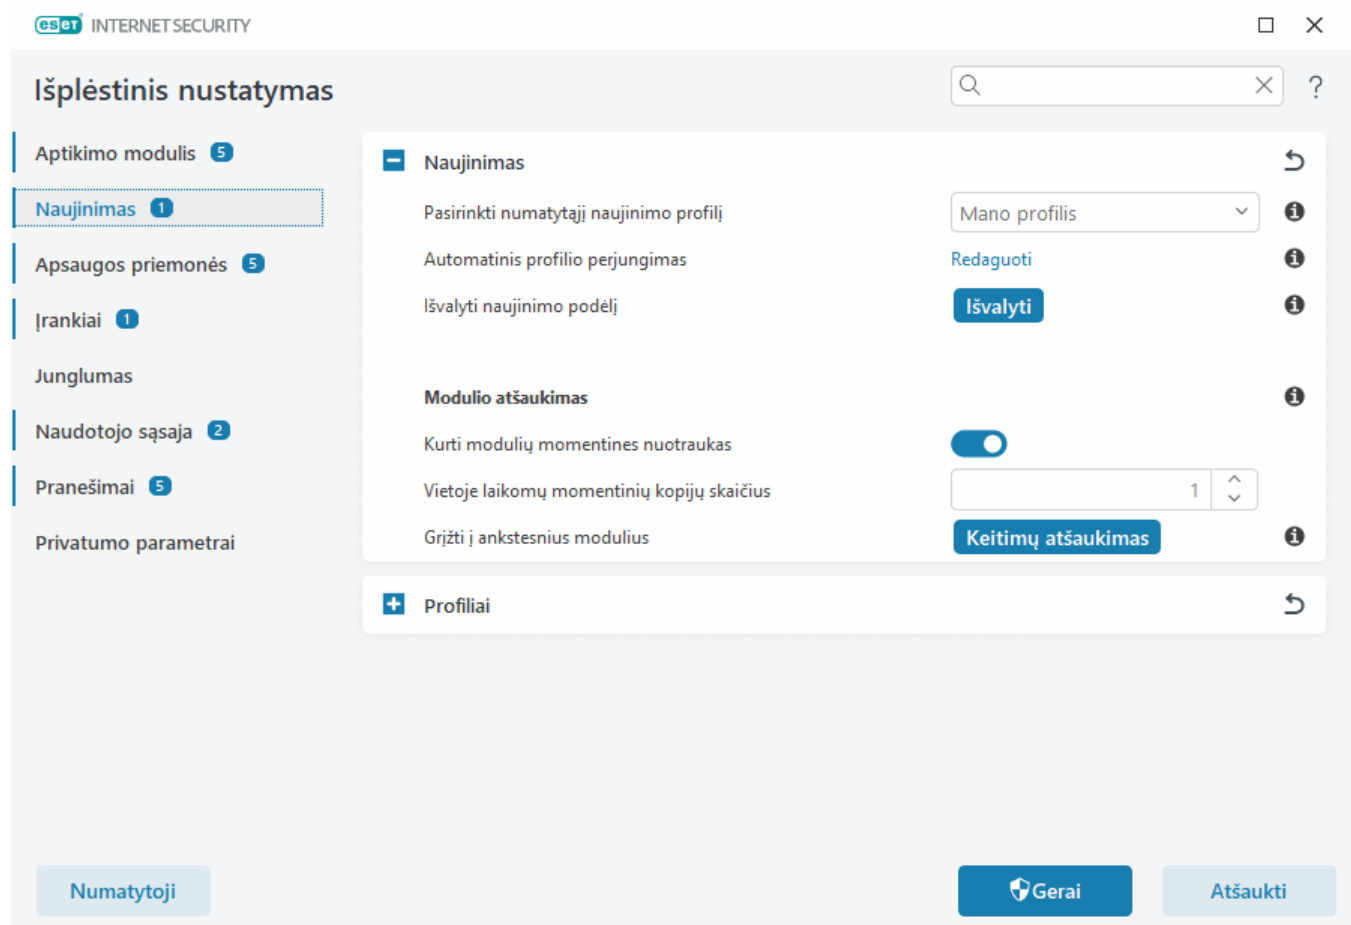 eseT INTERNET SECURITY
Išplėstinis nustatymas
?
Aptikimo modulis 5
Naujinimas 1
Apsaugos priemonės 5
Įrankiai 1
Junglumas
Naudotojo sąsaja 2
Pranešimai 5
Privatumo parametrai
Naujinimas
Pasirinkti numatytąjį naujinimo profilį
Mano profilis
Automatinis profilio perjungimas
Redaguoti
Išvalyti naujinimo podėlį
Išvalyti
Modulio atšaukimas
Kurti modulių momentines nuotraukas
Vietoje laikomų momentinių kopijų skaičius
1
Grįžti į ankstesnius modulius
Keitimų atšaukimas
Profiliai
Numatytoji
Gerai
Atšaukti